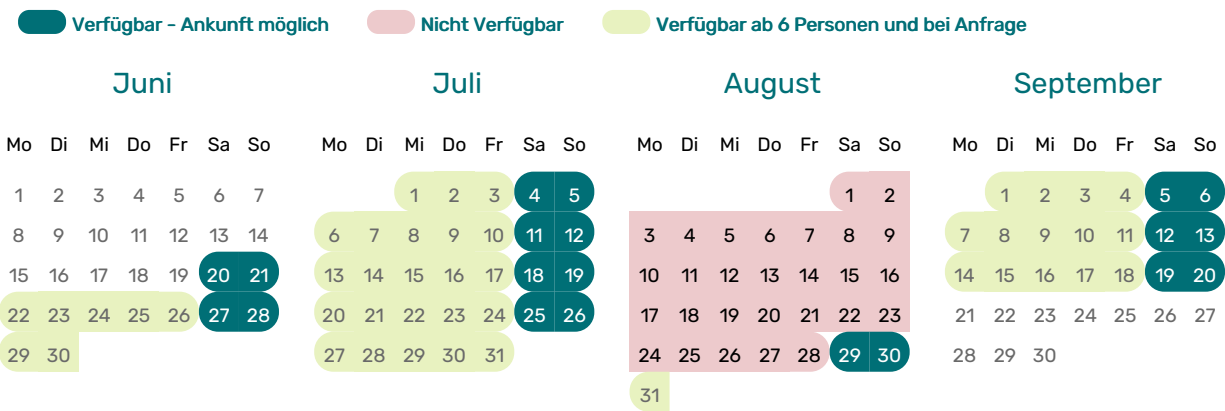 Verfügbar - Ankunft möglich Nicht Verfügbar Verfügbar ab 6 Personen und bei Anfrage
Juni
Mo Di Mi Do Fr Sa So
1 2 3 4 5 6 7
8 9 10 11 12 13 14
15 16 17 18 19 20 21
22 23 24 25 26 27 28
29 30
Juli
Mo Di Mi Do Fr Sa So
1 2 3 4 5
6 7 8 9 10 11 12
13 14 15 16 17 18 19
20 21 22 23 24 25 26
27 28 29 30 31
August
Mo Di Mi Do Fr Sa So
1 2
3 4 5 6 7 8 9
10 11 12 13 14 15 16
17 18 19 20 21 22 23
24 25 26 27 28 29 30
31
September
Mo Di Mi Do Fr Sa So
1 2 3 4 5 6
7 8 9 10 11 12 13
14 15 16 17 18 19 20
21 22 23 24 25 26 27
28 29 30